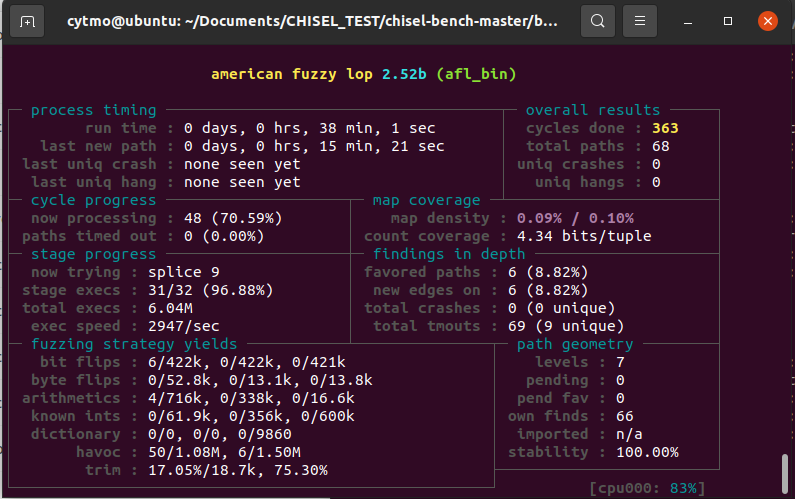 cytmo@ubuntu: ~/Documents/CHISEL_TEST/chisel-bench-master/b...
american fuzzy lop 2.52b (afl_bin)
process timing
run time : 0 days, 0 hrs, 38 min, 1 sec
last new path : 0 days, 0 hrs, 15 min, 21 sec
last uniq crash : none seen yet
last uniq hang : none seen yet
overall results
cycles done : 363
total paths : 68
uniq crashes : 0
uniq hangs : 0
cycle progress
now processing : 48 (70.59%)
paths timed out : 0 (0.00%)
map coverage
map density : 0.09% / 0.10%
count coverage : 4.34 bits/tuple
stage progress
now trying : splice 9
stage execs : 31/32 (96.88%)
total execs : 6.04M
exec speed : 2947/sec
findings in depth
favored paths : 6 (8.82%)
new edges on : 6 (8.82%)
total crashes : 0 (0 unique)
total tmouts : 69 (9 unique)
fuzzing strategy yields
bit flips : 6/422k, 0/422k, 0/421k
byte flips : 0/52.8k, 0/13.1k, 0/13.8k
arithmetics : 4/716k, 0/338k, 0/16.6k
known ints : 0/61.9k, 0/356k, 0/600k
dictionary : 0/0, 0/0, 0/9860
havoc : 50/1.08M, 6/1.50M
trim : 17.05%/18.7k, 75.30%
path geometry
levels : 7
pending : 0
pend fav : 0
own finds : 66
imported : n/a
stability : 100.00%
[cpu000: 83%]